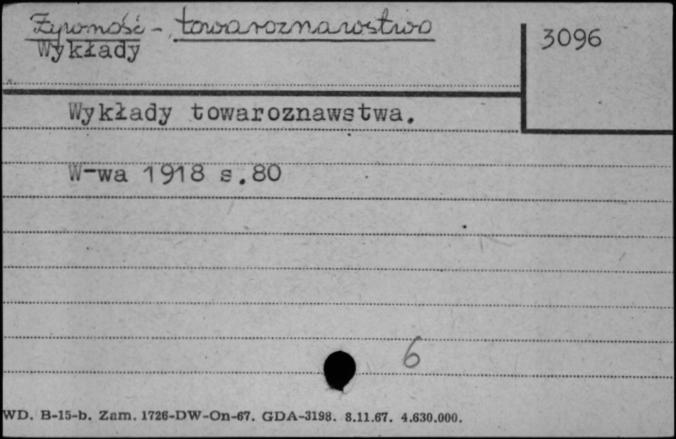 Żywność - towaroznawstwo
Wykłady
3096
Wykłady towaroznawstwa.
W-wa 1918 s.80
6
WD. B-15-b. Zam. 1726-DW-On-67. GDA-3198. 8.11.67. 4.630.000.